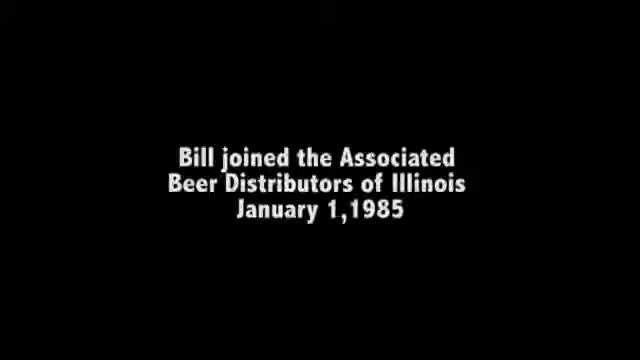 Bill joined the Associated
Beer Distributors of Illinois
January 1,1985